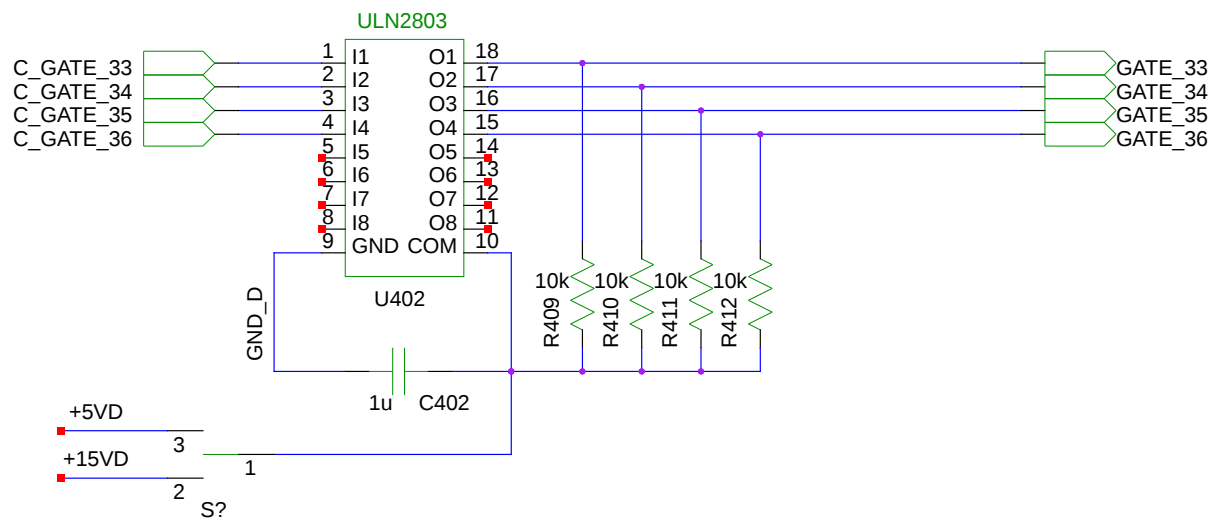 ULN2803
C_GATE_33 1 I1 O1 18 GATE_33
C_GATE_34 2 I2 O2 17 GATE_34
C_GATE_35 3 I3 O3 16 GATE_35
C_GATE_36 4 I4 O4 15 GATE_36
5 I5 O5 14
6 I6 O6 13
7 I7 O7 12
8 I8 O8 11
9 GND COM 10
U402
GND_D
10k R409
10k R410
10k R411
10k R412
1u C402
+5VD
3
+15VD
1
2
S?